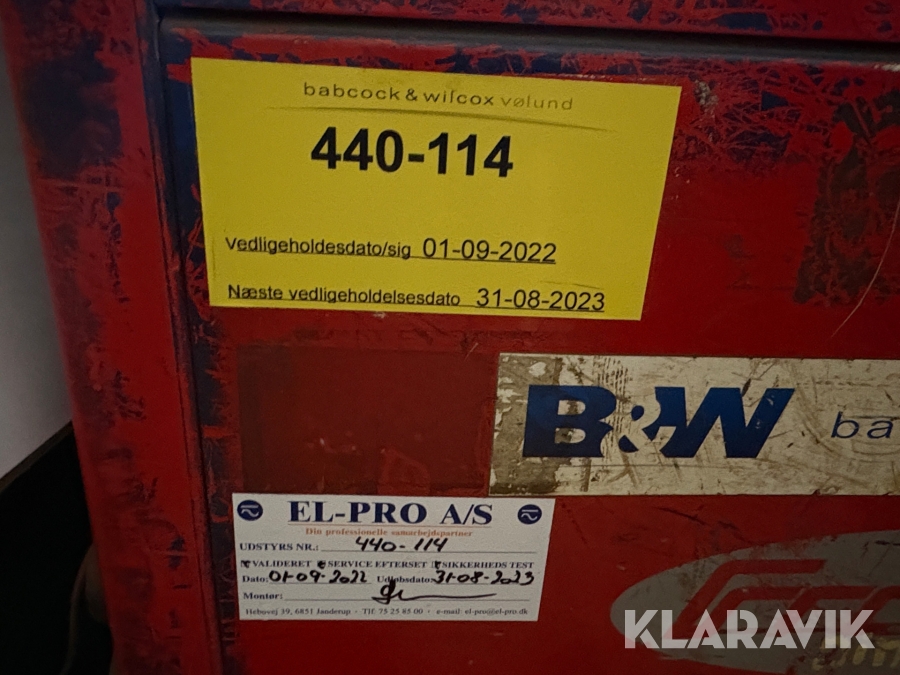 babcock & wilcox vølund
440-114
Vedligeholdesdato/sig 01-09-2022
Næste vedligeholdelsesdato 31-08-2023
B&W ba
EL-PRO A/S
Din professionelle samarbejdspartner
UDSTYRS NR.: 440-114
VALIDERET SERVICE EFTERSET SIKKERHEDS TEST
Dato: 01-09-2022 Udløbsdato: 31-08-2023
Montør:
Hebovej 19, 6851 Janderup - Tlf: 75 25 85 00 - e-mail: el-pro@el-pro.dk
KLARAVIK